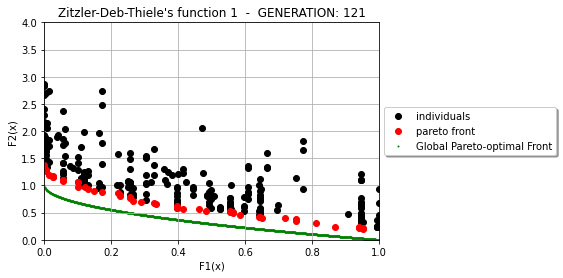 Zitzler-Deb-Thiele's function 1 - GENERATION: 121
4.0
3.5
3.0
2.5
2.0
1.5
1.0
0.5
0.0
F2(x)
0.0 0.2 0.4 0.6 0.8 1.0
F1(x)
individuals
pareto front
Global Pareto-optimal Front